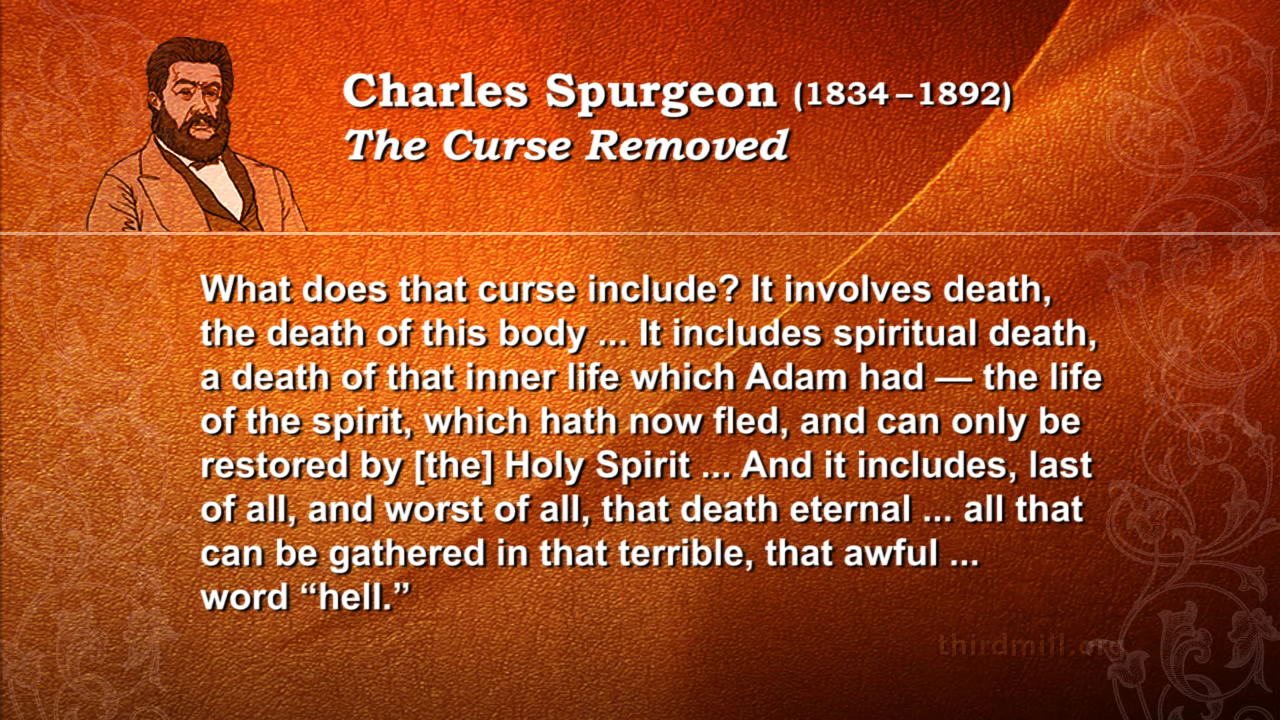 Charles Spurgeon (1834–1892)
The Curse Removed
What does that curse include? It involves death,
the death of this body ... It includes spiritual death,
a death of that inner life which Adam had — the life
of the spirit, which hath now fled, and can only be
restored by [the] Holy Spirit ... And it includes, last
of all, and worst of all, that death eternal ... all that
can be gathered in that terrible, that awful ...
word “hell.”
thirdmill.org